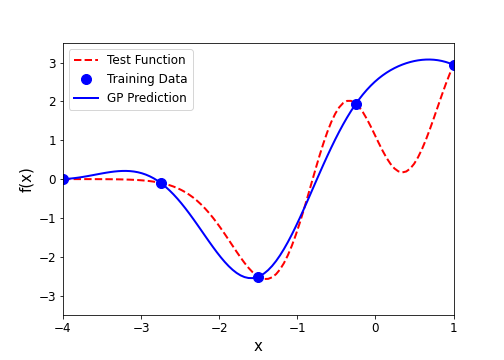 Test Function
Training Data
GP Prediction
3
2
1
0
−1
−2
−3
f(x)
−4 −3 −2 −1 0 1
x